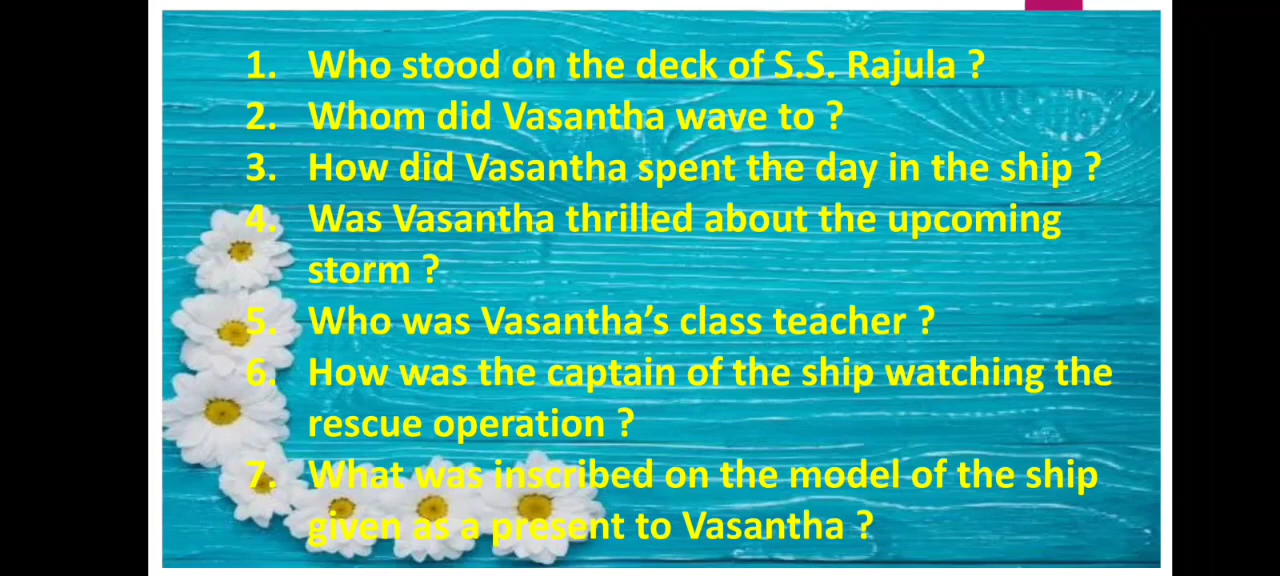 1. Who stood on the deck of S.S. Rajula ?
2. Whom did Vasantha wave to ?
3. How did Vasantha spent the day in the ship ?
4. Was Vasantha thrilled about the upcoming
storm ?
5. Who was Vasantha’s class teacher ?
6. How was the captain of the ship watching the
rescue operation ?
7. What was inscribed on the model of the ship
given as a present to Vasantha ?